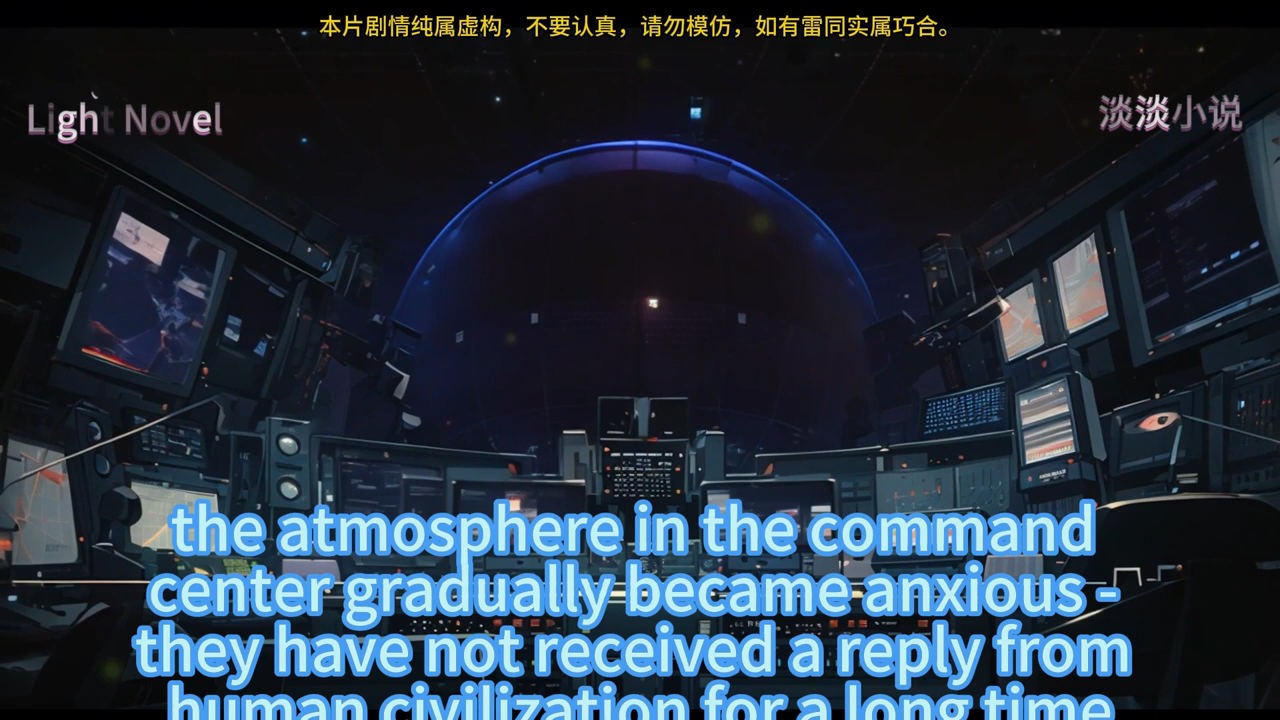 本片剧情纯属虚构，不要认真，请勿模仿，如有雷同实属巧合。
Light Novel
淡淡小说
the atmosphere in the command
center gradually became anxious -
they have not received a reply from
human civilization for a long time